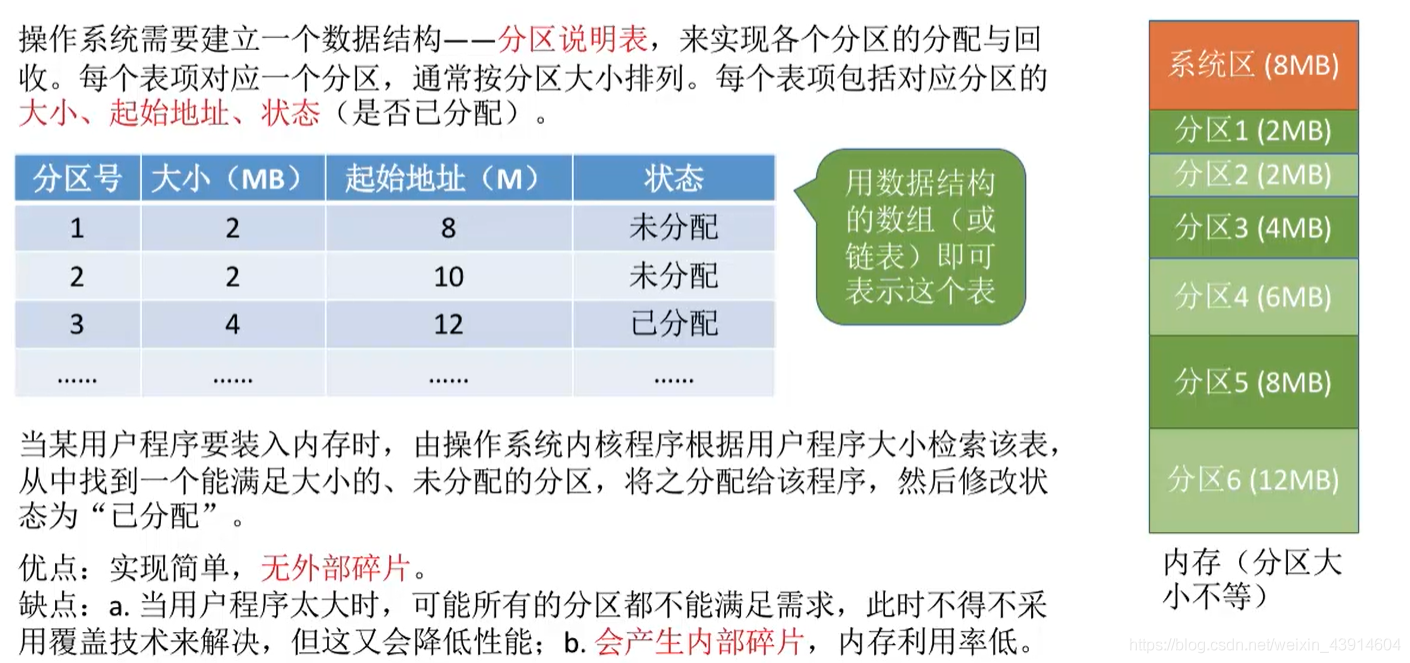 操作系统需要建立一个数据结构——分区说明表，来实现各个分区的分配与回
收。每个表项对应一个分区，通常按分区大小排列。每个表项包括对应分区的
大小、起始地址、状态（是否已分配）。
分区号 大小（MB） 起始地址（M） 状态
1 2 8 未分配
2 2 10 未分配
3 4 12 已分配
...... ...... ...... ......
用数据结构
的数组（或
链表）即可
表示这个表
当某用户程序要装入内存时，由操作系统内核程序根据用户程序大小检索该表，
从中找到一个能满足大小的、未分配的分区，将之分配给该程序，然后修改状
态为“已分配”。
优点：实现简单，无外部碎片。
缺点：a. 当用户程序太大时，可能所有的分区都不能满足需求，此时不得不采
用覆盖技术来解决，但这又会降低性能；b. 会产生内部碎片，内存利用率低。
系统区 (8MB)
分区1 (2MB)
分区2 (2MB)
分区3 (4MB)
分区4 (6MB)
分区5 (8MB)
分区6 (12MB)
内存（分区大
小不等）
https://blog.csdn.net/weixin_43914604